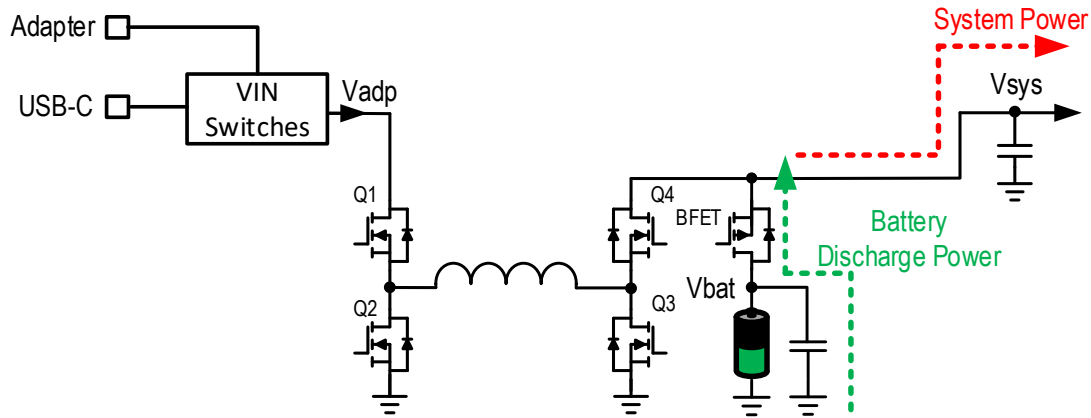 Adapter
USB-C
VIN
Switches
Vadp
System Power
Vsys
Q1
Q4
BFET
Battery
Discharge Power
Q2
Q3
Vbat